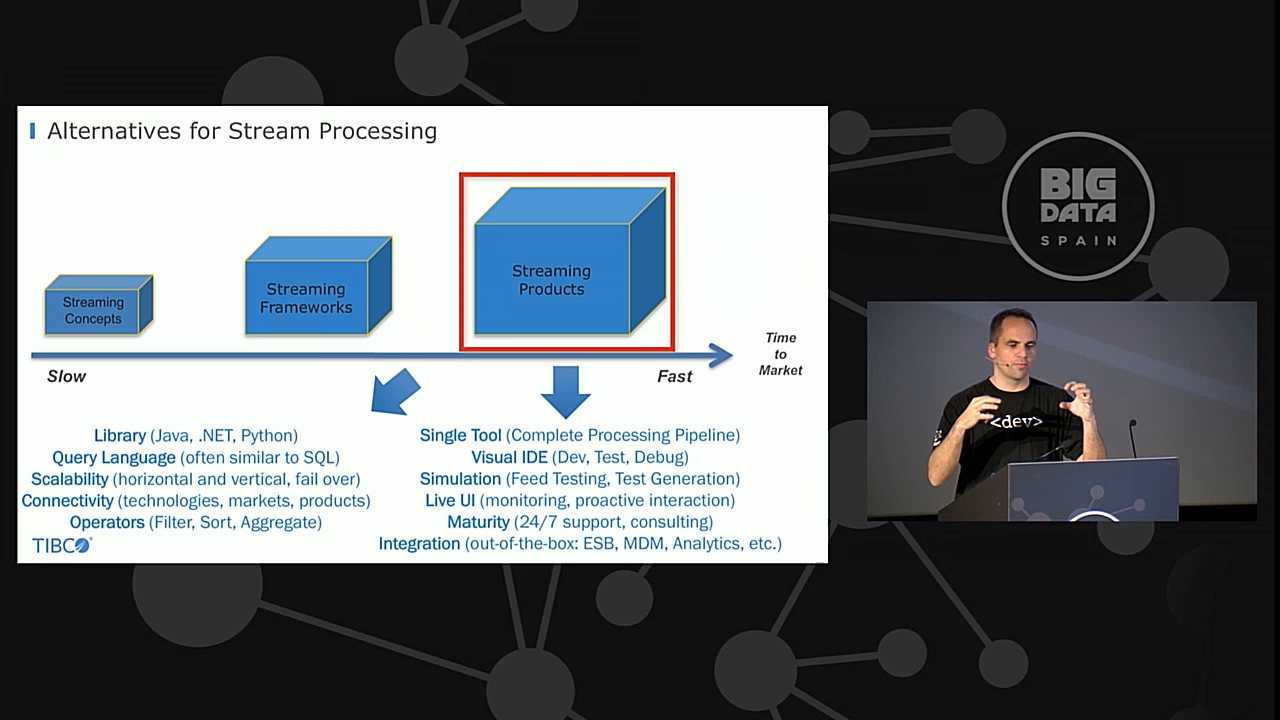 Alternatives for Stream Processing
Streaming
Concepts
Streaming
Frameworks
Streaming
Products
Slow
Fast
Time
to
Market
Library (Java, .NET, Python)
Query Language (often similar to SQL)
Scalability (horizontal and vertical, fail over)
Connectivity (technologies, markets, products)
Operators (Filter, Sort, Aggregate)
Single Tool (Complete Processing Pipeline)
Visual IDE (Dev, Test, Debug)
Simulation (Feed Testing, Test Generation)
Live UI (monitoring, proactive interaction)
Maturity (24/7 support, consulting)
Integration (out-of-the-box: ESB, MDM, Analytics, etc.)
TIBCO
BIG
DATA
SPAIN
<dev>